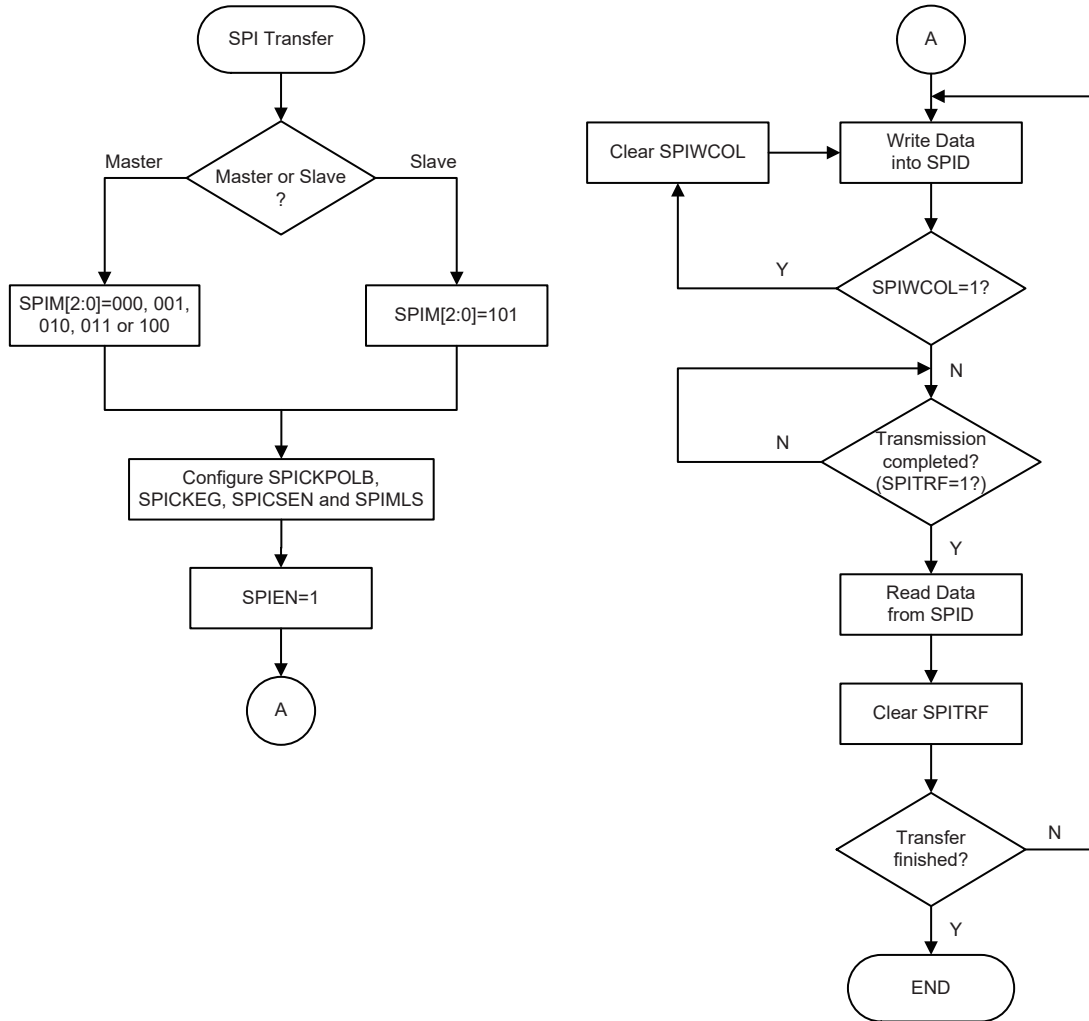 SPI Transfer
Master
Slave
Master or Slave
?
SPIM[2:0]=000, 001,
010, 011 or 100
SPIM[2:0]=101
Configure SPICKPOLB,
SPICKEG, SPICSEN and SPIMLS
SPIEN=1
A
A
Clear SPIWCOL
Write Data
into SPID
Y
SPIWCOL=1?
N
N
Transmission
completed?
(SPITRF=1?)
Y
Read Data
from SPID
Clear SPITRF
Transfer
finished?
N
Y
END